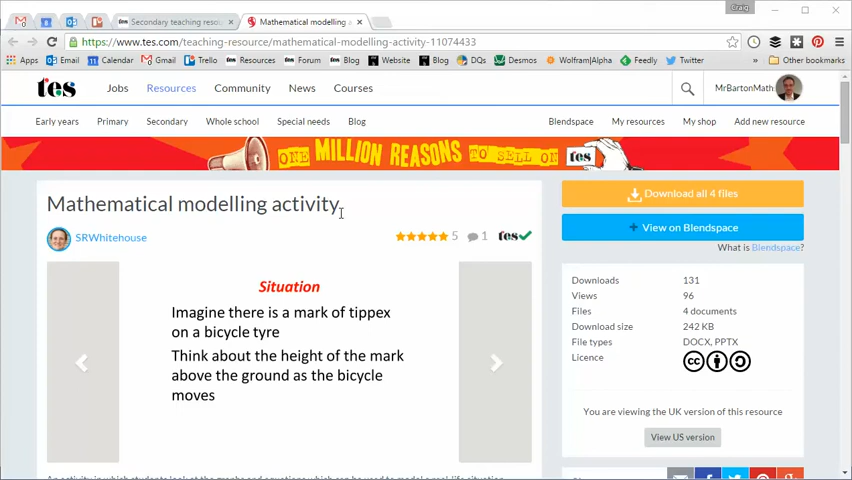 Craig
Secondary teaching resou
Mathematical modelling a
https://www.tes.com/teaching-resource/mathematical-modelling-activity-11074433
Apps Email Calendar Gmail Trello Resources Forum Blog Website Blog DQs Desmos Wolfram|Alpha Feedly Twitter Other bookmarks
tes Jobs Resources Community News Courses MrBartonMath
Early years Primary Secondary Whole school Special needs Blog Blendspace My resources My shop Add new resource
ONE MILLION REASONS TO SELL ON tes
Mathematical modelling activity
SRWhitehouse 5 1 tes
Situation
Imagine there is a mark of tippex
on a bicycle tyre
Think about the height of the mark
above the ground as the bicycle
moves
Download all 4 files
View on Blendspace
What is Blendspace?
Downloads 131
Views 96
Files 4 documents
Download size 242 KB
File types DOCX, PPTX
Licence cc
You are viewing the UK version of this resource
View US version